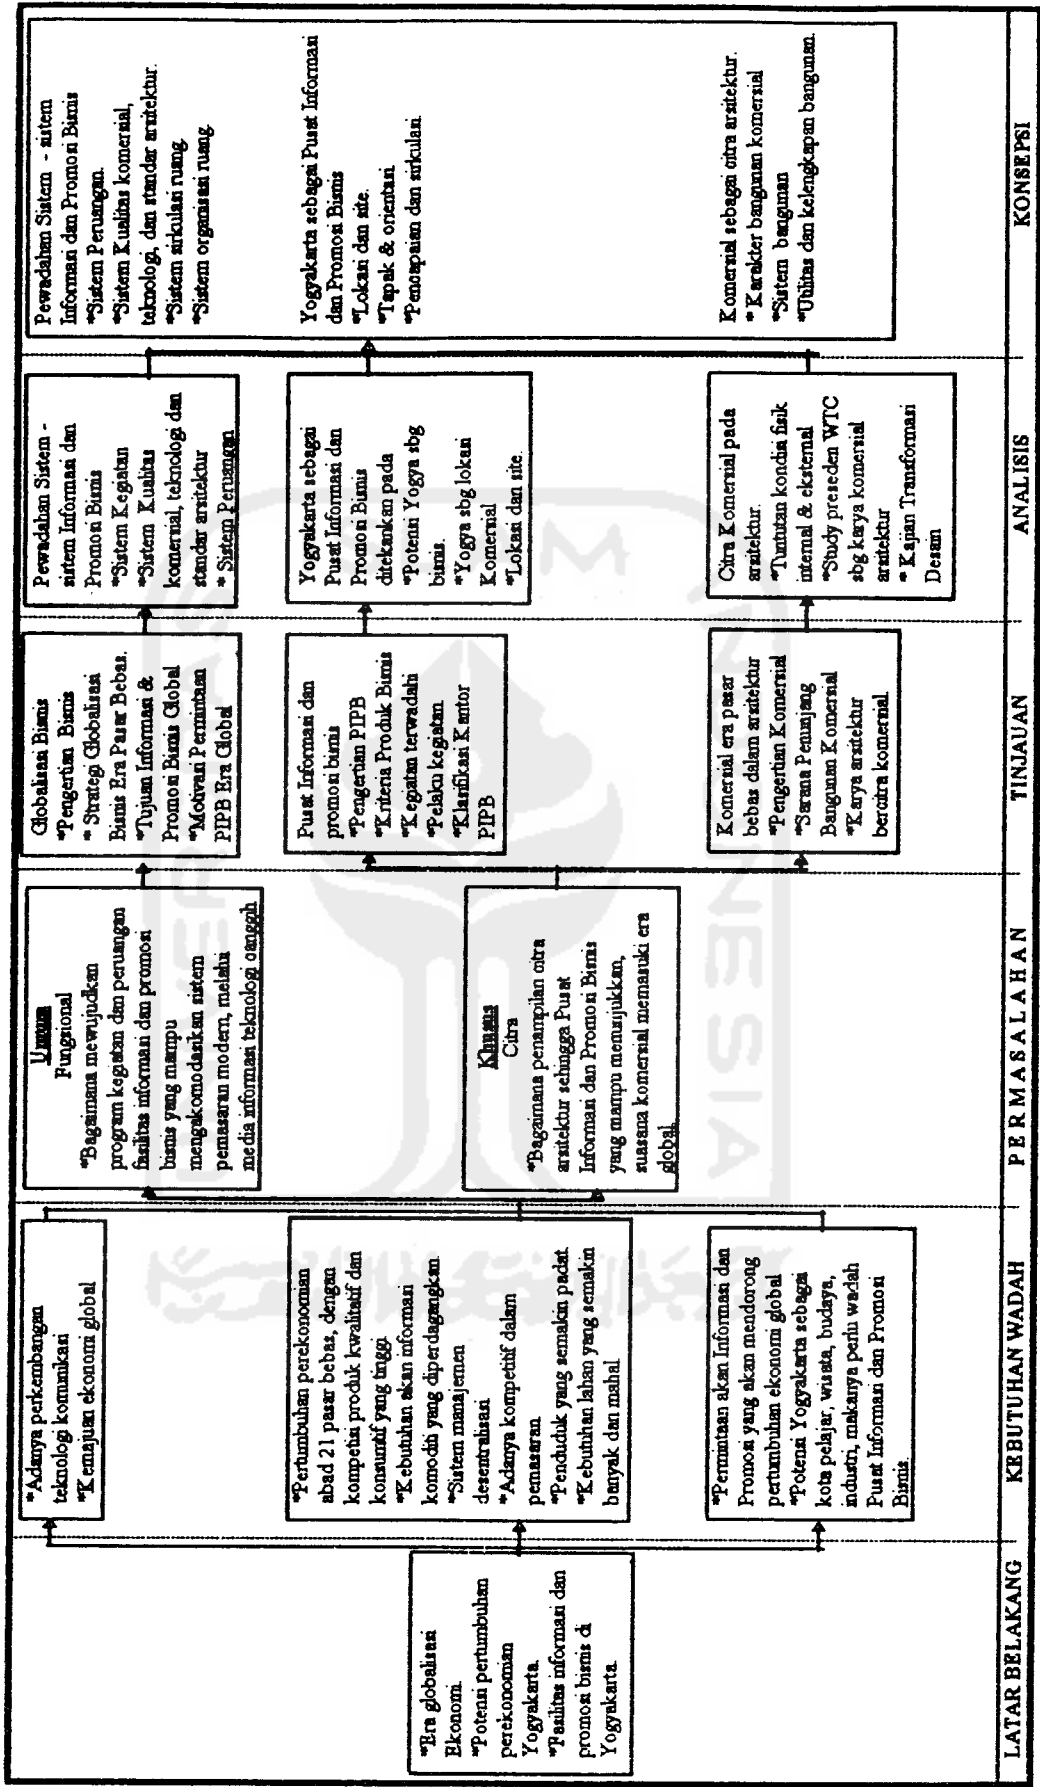 LATAR BELAKANG
*Era globalisasi
Ekonomi.
*Potensi pertumbuhan
perekonomian
Yogyakarta.
*Fasilitas informasi dan
promosi bisnis di
Yogyakarta.
KEBUTUHAN WADAH
*Adanya perkembangan
teknologi komunikasi
*Kemajuan ekonomi global
*Pertumbuhan perekonomian
abad 21 pasar bebas, dengan
kompetisi produk kwalitatif dan
konsumtif yang tinggi.
*Kebutuhan akan informasi
komoditi yang diperdagangkan.
*Sistem manajemen
desentralisasi.
*Adanya kompetitif dalam
pemasaran
*Penduduk yang semakin padat.
*Kebutuhan lahan yang semakin
banyak dan mahal
*Permintaan akan Informasi dan
Promosi yang akan mendorong
pertumbuhan ekonomi global
*Potensi Yogyakarta sebagai
kota pelajar, wisata, budaya,
industri, makanya perlu wadah
Pusat Informasi dan Promosi
Bisnis.
PERMASALAHAN
Umum
Fungsional
*Bagaimana mewujudkan
program kegiatan dan peruangan
fasilitas informasi dan promosi
bisnis yang mampu
mengakomodasikan sistem
pemasaran modern, melalui
media informasi teknologi canggih
Khusus
Citra
*Bagaimana penampilan citra
arsitektur sehingga Pusat
Informasi dan Promosi Bisnis
yang mampu menunjukkan,
suasana komersial memasuki era
global.
TINJAUAN
Globalisasi Bisnis
*Pengertian Bisnis
* Strategi Globalisasi
Bisnis Era Pasar Bebas.
*Tujuan Informasi &
Promosi Bisnis Global
*Motivasi Permintaan
PIPB Era Global
Pusat Informasi dan
promosi bisnis
*Pengertian PIPB
*Kriteria Produk Bisnis
*Kegiatan terwadahi
*Pelaku kegiatan
*Klasifikasi Kantor
PIPB
Komersial era pasar
bebas dalam arsitektur
*Pengertian Komersial
*Sarana Penunjang
Bangunan Komersial
*Karya arsitektur
bercitra komersial.
ANALISIS
Pewadahan Sistem -
sistem Informasi dan
Promosi Bisnis
*Sistem Kegiatan
*Sistem Kualitas
komersial, teknologi dan
standar arsitektur
* Sistem Peruangan
Yogyakarta sebagai
Pusat Informasi dan
Promosi Bisnis
ditekankan pada
*Potensi Yogya sbg
bisnis.
*Yogya sbg lokasi
Komersial
*Lokasi dan site.
Citra Komersial pada
arsitektur.
*Tuntutan kondisi fisik
internal & eksternal
*Study preseden WTC
sbg karya komersial
arsitektur
* Kajian Transformasi
Desain
KONSEPSI
Pewadahan Sistem - sistem
Informasi dan Promosi Bisnis
*Sistem Peruangan.
*Sistem Kualitas komersial,
teknologi, dan standar arsitektur.
*Sistem sirkulasi ruang
*Sistem organisasi ruang
Yogyakarta sebagai Pusat Informasi
dan Promosi Bisnis
*Lokasi dan site.
*Tapak & orientasi
*Pencapaian dan sirkulasi.
Komersial sebagai citra arsitektur.
* Karakter bangunan komersial
*Sistem bangunan
*Utilitas dan kelengkapan bangunan.